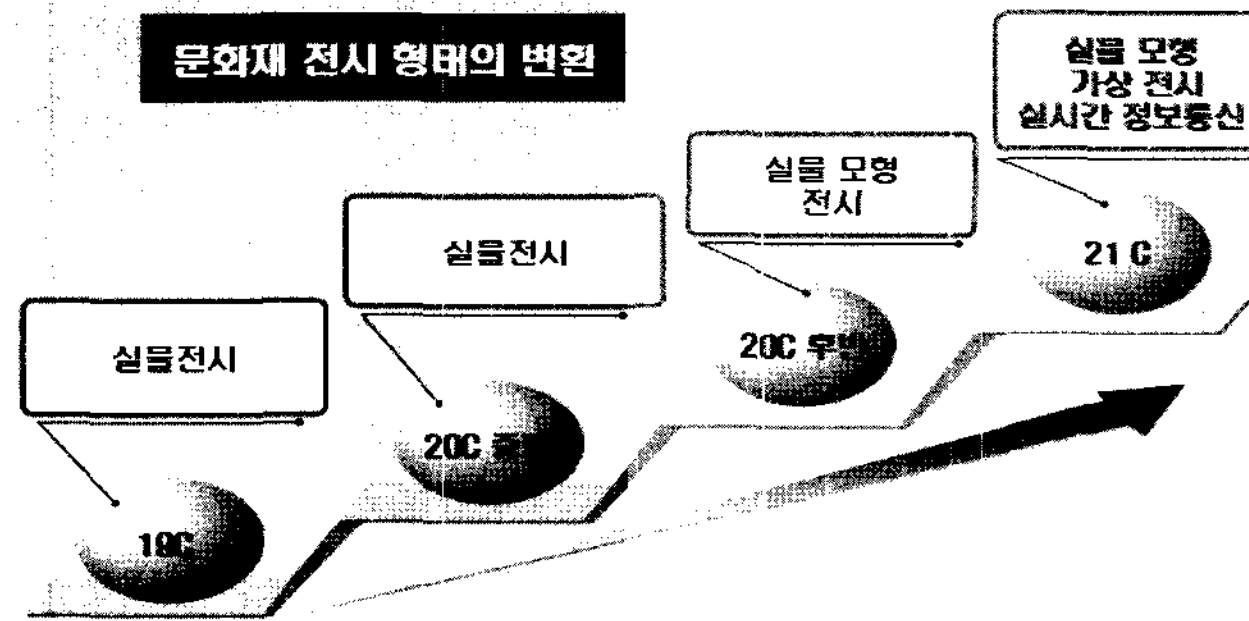 문화재 전시 형태의 변환
실물 모형
가상 전시
실시간 정보통신
21 C
실물 모형
전시
20C 후반
실물전시
20C
실물전시
19C